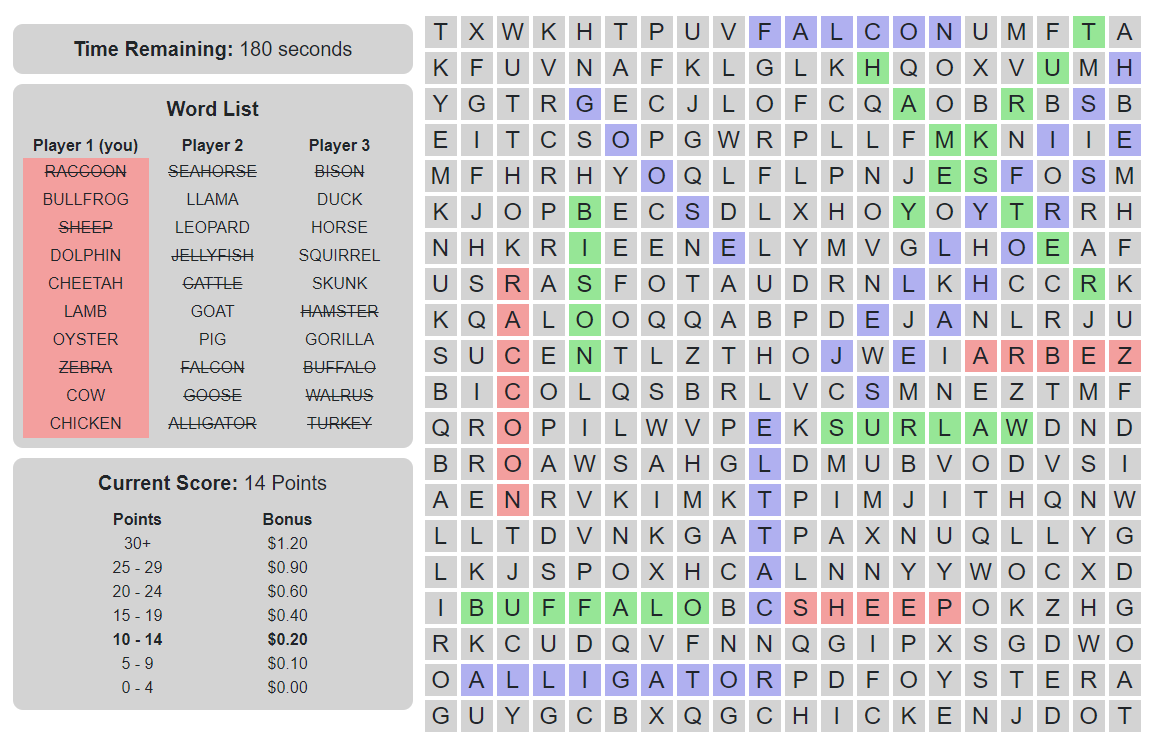 Time Remaining: 180 seconds
Word List
Player 1 (you) Player 2 Player 3
RACCOON SEAHORSE BISON
BULLFROG LLAMA DUCK
SHEEP LEOPARD HORSE
DOLPHIN JELLYFISH SQUIRREL
CHEETAH CATTLE SKUNK
LAMB GOAT HAMSTER
OYSTER PIG GORILLA
ZEBRA FALCON BUFFALO
COW GOOSE WALRUS
CHICKEN ALLIGATOR TURKEY
Current Score: 14 Points
Points Bonus
30+ $1.20
25 - 29 $0.90
20 - 24 $0.60
15 - 19 $0.40
10 - 14 $0.20
5 - 9 $0.10
0 - 4 $0.00
T X W K H T P U V F A L C O N U M F T A
K F U V N A F K L G L K H Q O X V U M H
Y G T R G E C J L O F C Q A O B R B S B
E I T C S O P G W R P L L F M K N I I E
M F H R H Y O Q L F L P N J E S F O S M
K J O P B E C S D L X H O Y O Y T R R H
N H K R I E E N E L Y M V G L H O E A F
U S R A S F O T A U D R N L K H C C R K
K Q A L O O Q Q A B P D E J A N L R J U
S U C E N T L Z T H O J W E I A R B E Z
B I C O L Q S B R L V C S M N E Z T M F
Q R O P I L W V P E K S U R L A W D N D
B R O A W S A H G L D M U B V O D V S I
A E N R V K I M K T P I M J I T H Q N W
L L T D V N K G A T P A X N U Q L L Y G
L K J S P O X H C A L N N Y Y W O C X D
I B U F F A L O B C S H E E P O K Z H G
R K C U D Q V F N N Q G I P X S G D W O
O A L L I G A T O R P D F O Y S T E R A
G U Y G C B X Q G C H I C K E N J D O T